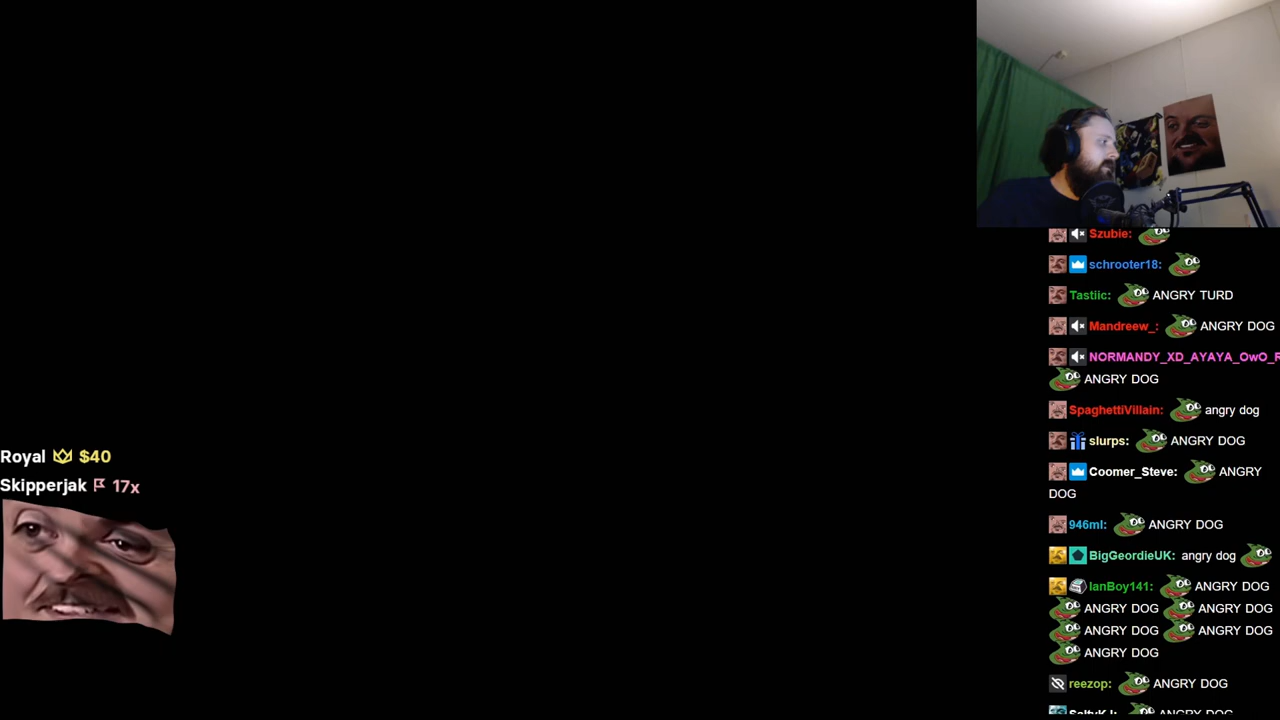 Szubie:
schrooter18:
Tastiic: ANGRY TURD
Mandreew_: ANGRY DOG
NORMANDY_XD_AYAYA_OwO_
ANGRY DOG
SpaghettiVillain: angry dog
slurps: ANGRY DOG
Coomer_Steve: ANGRY
DOG
946ml: ANGRY DOG
BigGeordieUK: angry dog
IanBoy141: ANGRY DOG
ANGRY DOG ANGRY DOG
ANGRY DOG ANGRY DOG
ANGRY DOG
reezop: ANGRY DOG
Royal $40
Skipperjak 17x